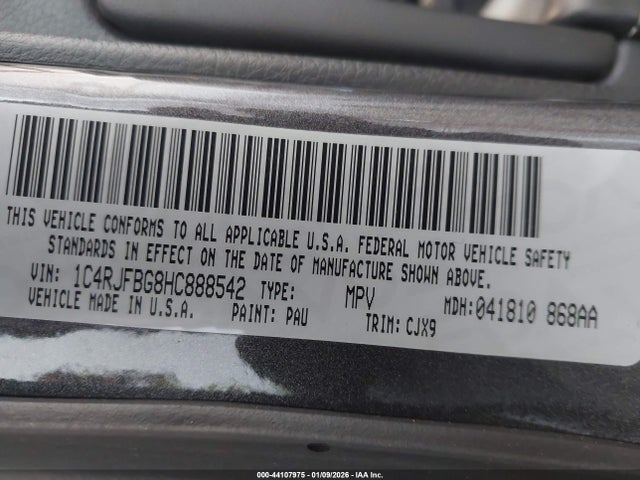 THIS VEHICLE CONFORMS TO ALL APPLICABLE U.S.A. FEDERAL MOTOR VEHICLE SAFETY
STANDARDS IN EFFECT ON THE DATE OF MANUFACTURE SHOWN ABOVE.
VIN: 1C4RJFBG8HC888542 TYPE: MPV MDH:041810 868AA
VEHICLE MADE IN U.S.A. PAINT: PAU TRIM: CJX9
000-44107975 - 01/09/2026 - IAA Inc.